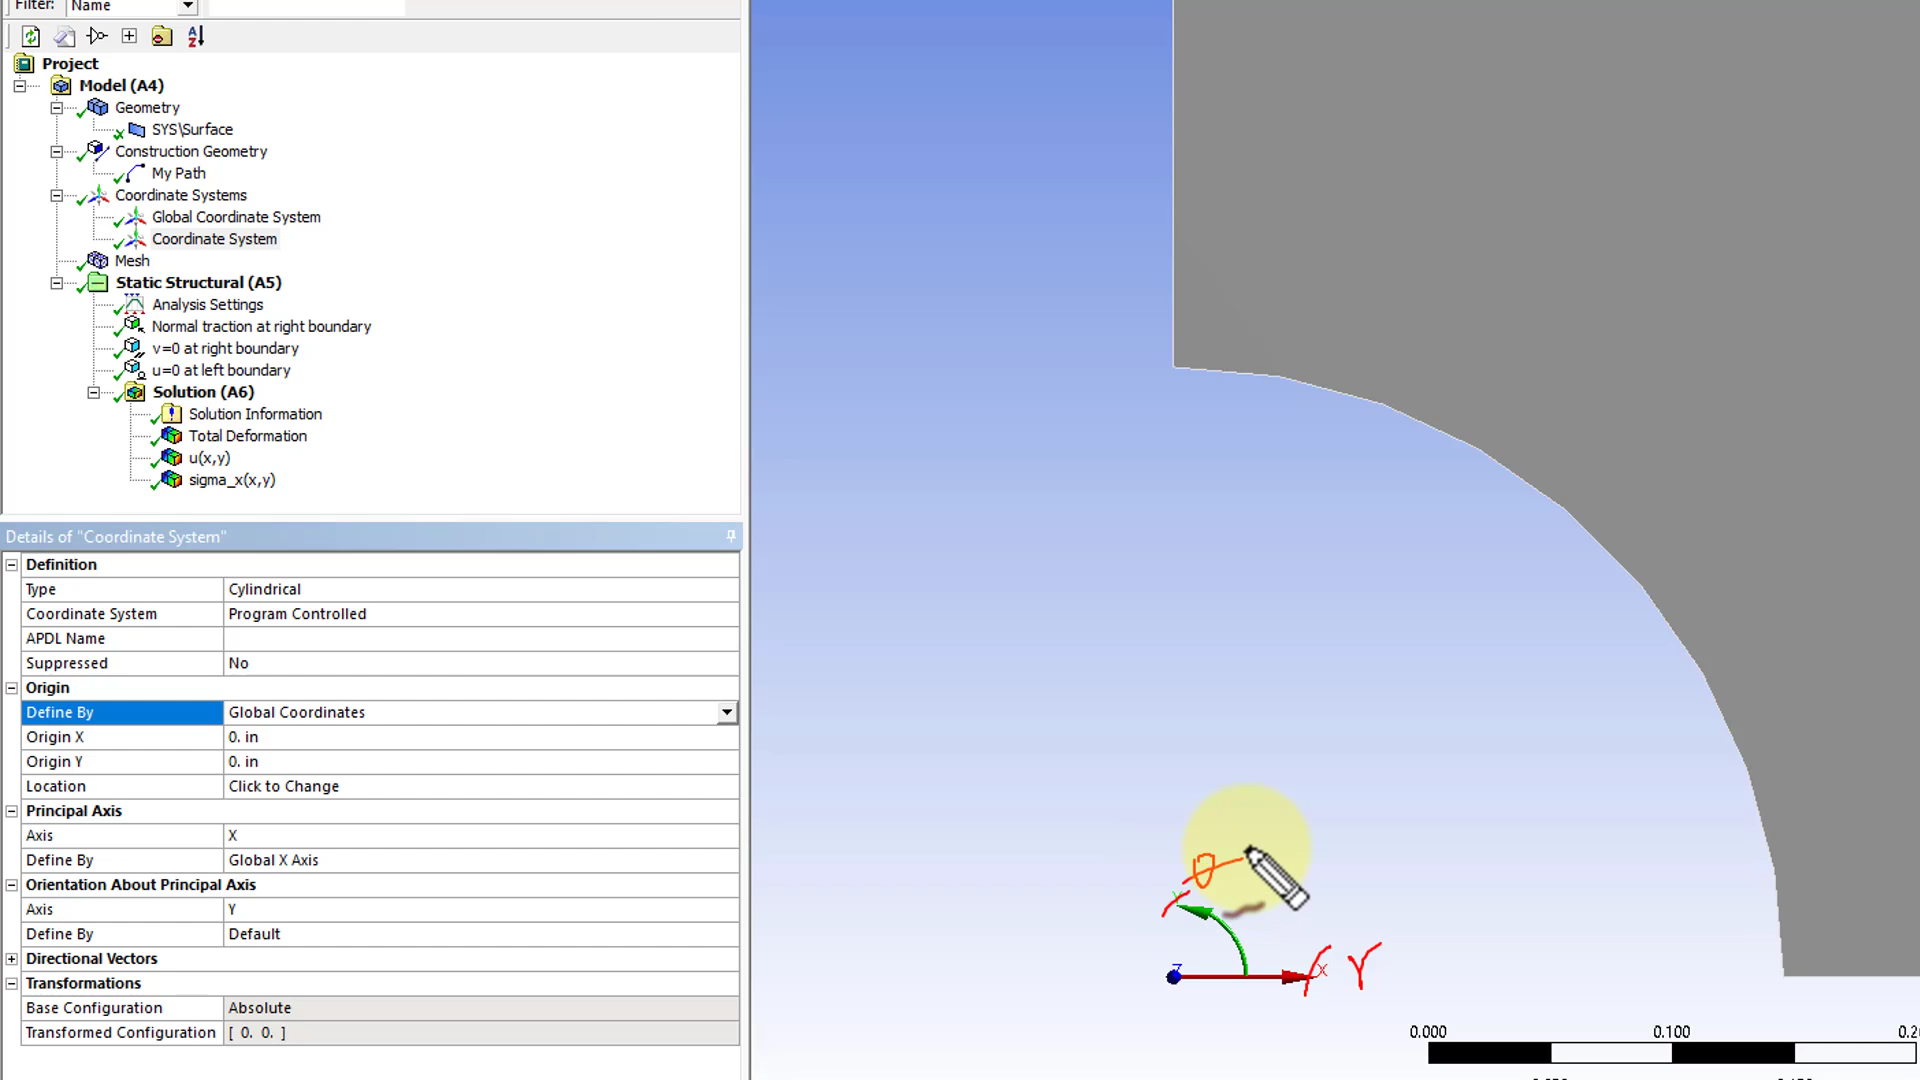 Filter: Name
Project
Model (A4)
Geometry
SYS\Surface
Construction Geometry
My Path
Coordinate Systems
Global Coordinate System
Coordinate System
Mesh
Static Structural (A5)
Analysis Settings
Normal traction at right boundary
v=0 at right boundary
u=0 at left boundary
Solution (A6)
Solution Information
Total Deformation
u(x,y)
sigma_x(x,y)
Details of "Coordinate System"
Definition
Type Cylindrical
Coordinate System Program Controlled
APDL Name
Suppressed No
Origin
Define By Global Coordinates
Origin X 0. in
Origin Y 0. in
Location Click to Change
Principal Axis
Axis X
Define By Global X Axis
Orientation About Principal Axis
Axis Y
Define By Default
Directional Vectors
Transformations
Base Configuration Absolute
Transformed Configuration [ 0. 0. ]
θ
Y
Z
X
0.000 0.100